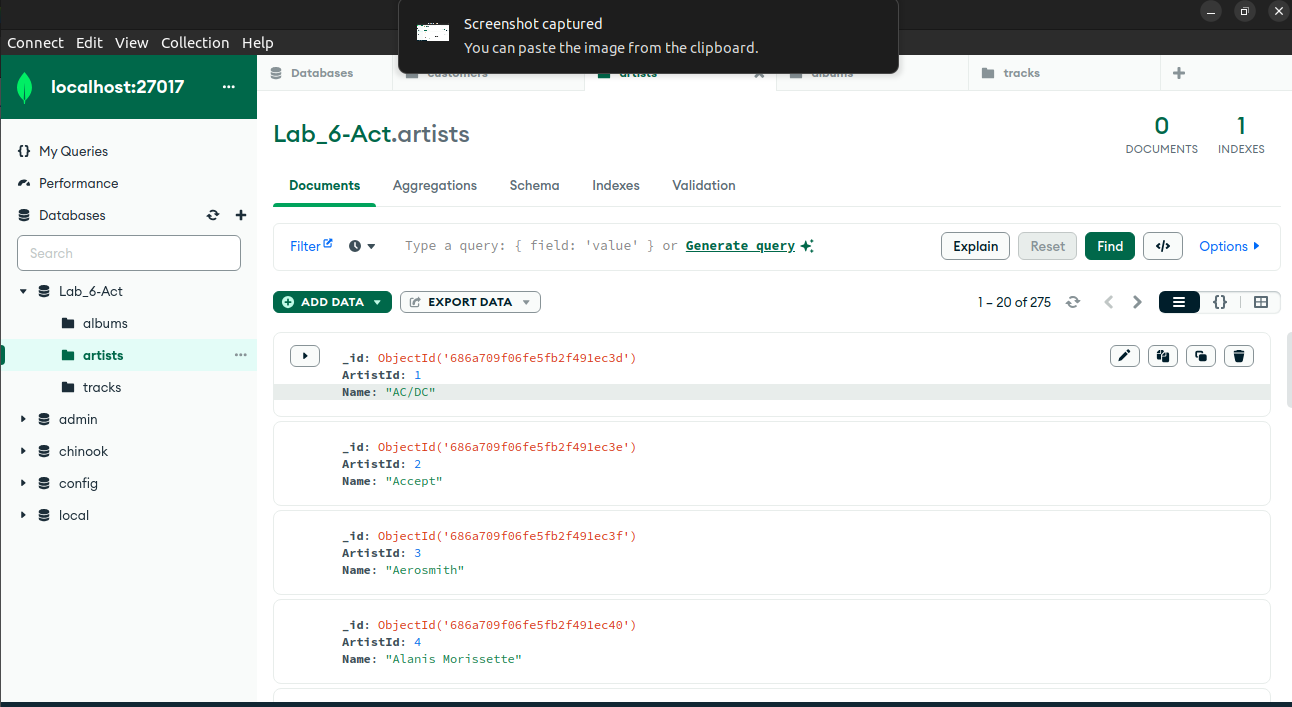 Screenshot captured
You can paste the image from the clipboard.
Connect Edit View Collection Help
localhost:27017
Databases
customers
artists
albums
tracks
My Queries
Performance
Databases
Search
Lab_6-Act
albums
artists
tracks
admin
chinook
config
local
Lab_6-Act.artists
0
DOCUMENTS
1
INDEXES
Documents Aggregations Schema Indexes Validation
Filter
Type a query: { field: 'value' } or Generate query
Explain Reset Find </> Options
ADD DATA
EXPORT DATA
1 – 20 of 275
{}
_id: ObjectId('686a709f06fe5fb2f491ec3d')
ArtistId: 1
Name: "AC/DC"
_id: ObjectId('686a709f06fe5fb2f491ec3e')
ArtistId: 2
Name: "Accept"
_id: ObjectId('686a709f06fe5fb2f491ec3f')
ArtistId: 3
Name: "Aerosmith"
_id: ObjectId('686a709f06fe5fb2f491ec40')
ArtistId: 4
Name: "Alanis Morissette"